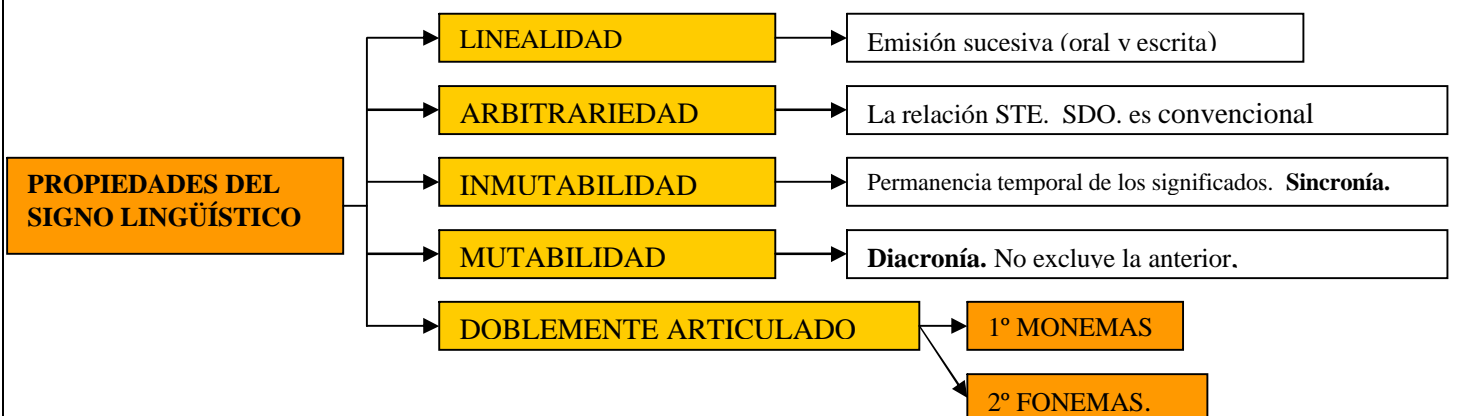 LINEALIDAD
Emisión sucesiva (oral y escrita)
ARBITRARIEDAD
La relación STE. SDO. es convencional
PROPIEDADES DEL
SIGNO LINGÜÍSTICO
INMUTABILIDAD
Permanencia temporal de los significados. Sincronía.
MUTABILIDAD
Diacronía. No excluye la anterior.
DOBLEMENTE ARTICULADO
1º MONEMAS
2º FONEMAS.